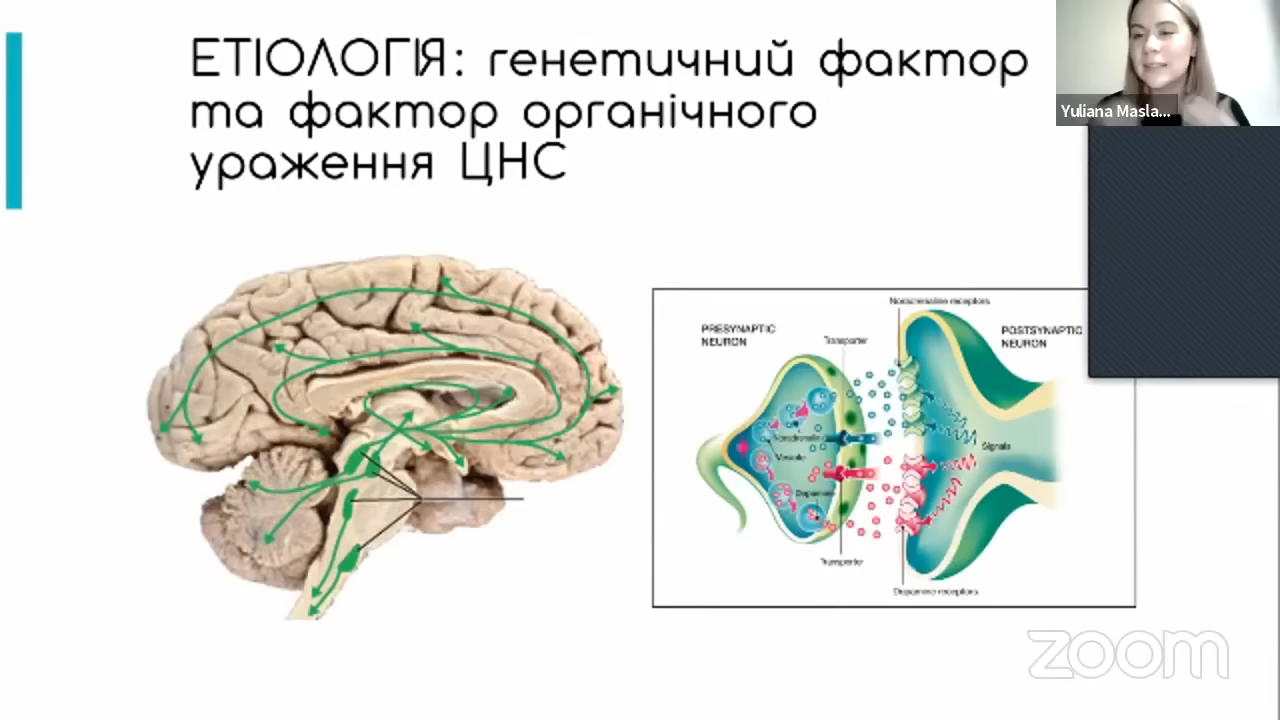 ЕТІОЛОГІЯ: генетичний фактор
та фактор органічного
ураження ЦНС
Yuliana Masla...
Noradrenaline receptors
PRESYNAPTIC
NEURON
Transporter
POSTSYNAPTIC
NEURON
Noradrenaline
Signals
Vesicle
Dopamine
Transporter
Dopamine receptors
zoom